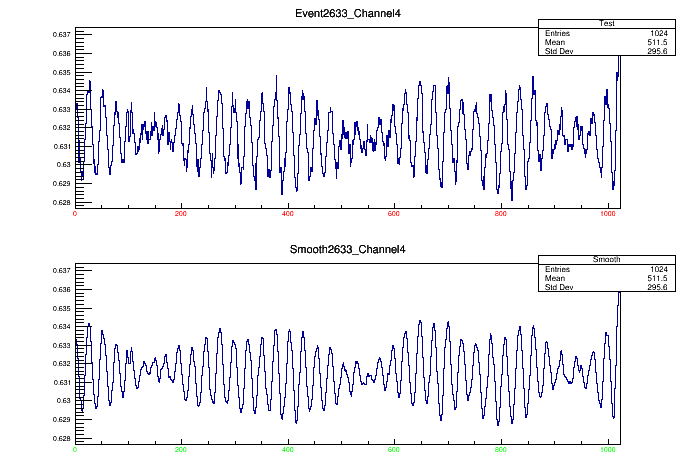 Event2633_Channel4
Test
Entries 1024
Mean 511.5
Std Dev 295.6
0.637
0.636
0.635
0.634
0.633
0.632
0.631
0.63
0.629
0.628
0 200 400 600 800 1000
Smooth2633_Channel4
Smooth
Entries 1024
Mean 511.5
Std Dev 295.6
0.637
0.636
0.635
0.634
0.633
0.632
0.631
0.63
0.629
0.628
0 200 400 600 800 1000